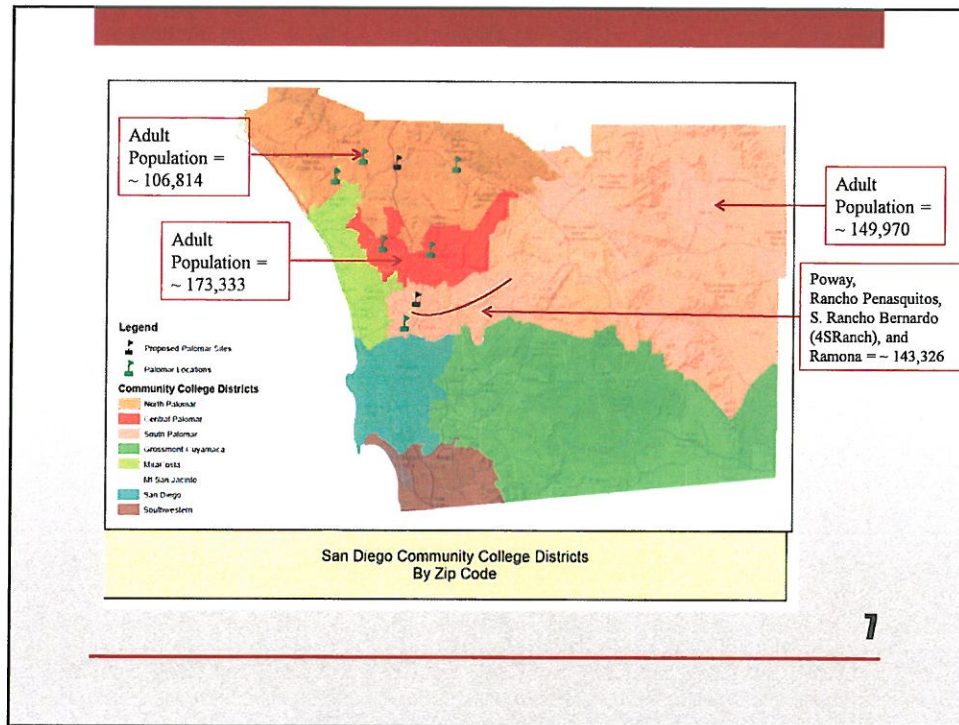 Adult
Population =
~ 106,814
Adult
Population =
~ 173,333
Adult
Population =
~ 149,970
Poway,
Rancho Penasquitos,
S. Rancho Bernardo
(4SRanch), and
Ramona = ~ 143,326
Legend
Proposed Palomar Sites
Palomar Locations
Community College Districts
North Palomar
Central Palomar
South Palomar
Grossmont Cuyamaca
MiraCosta
Mt San Jacinto
San Diego
Southwestern
San Diego Community College Districts
By Zip Code
7